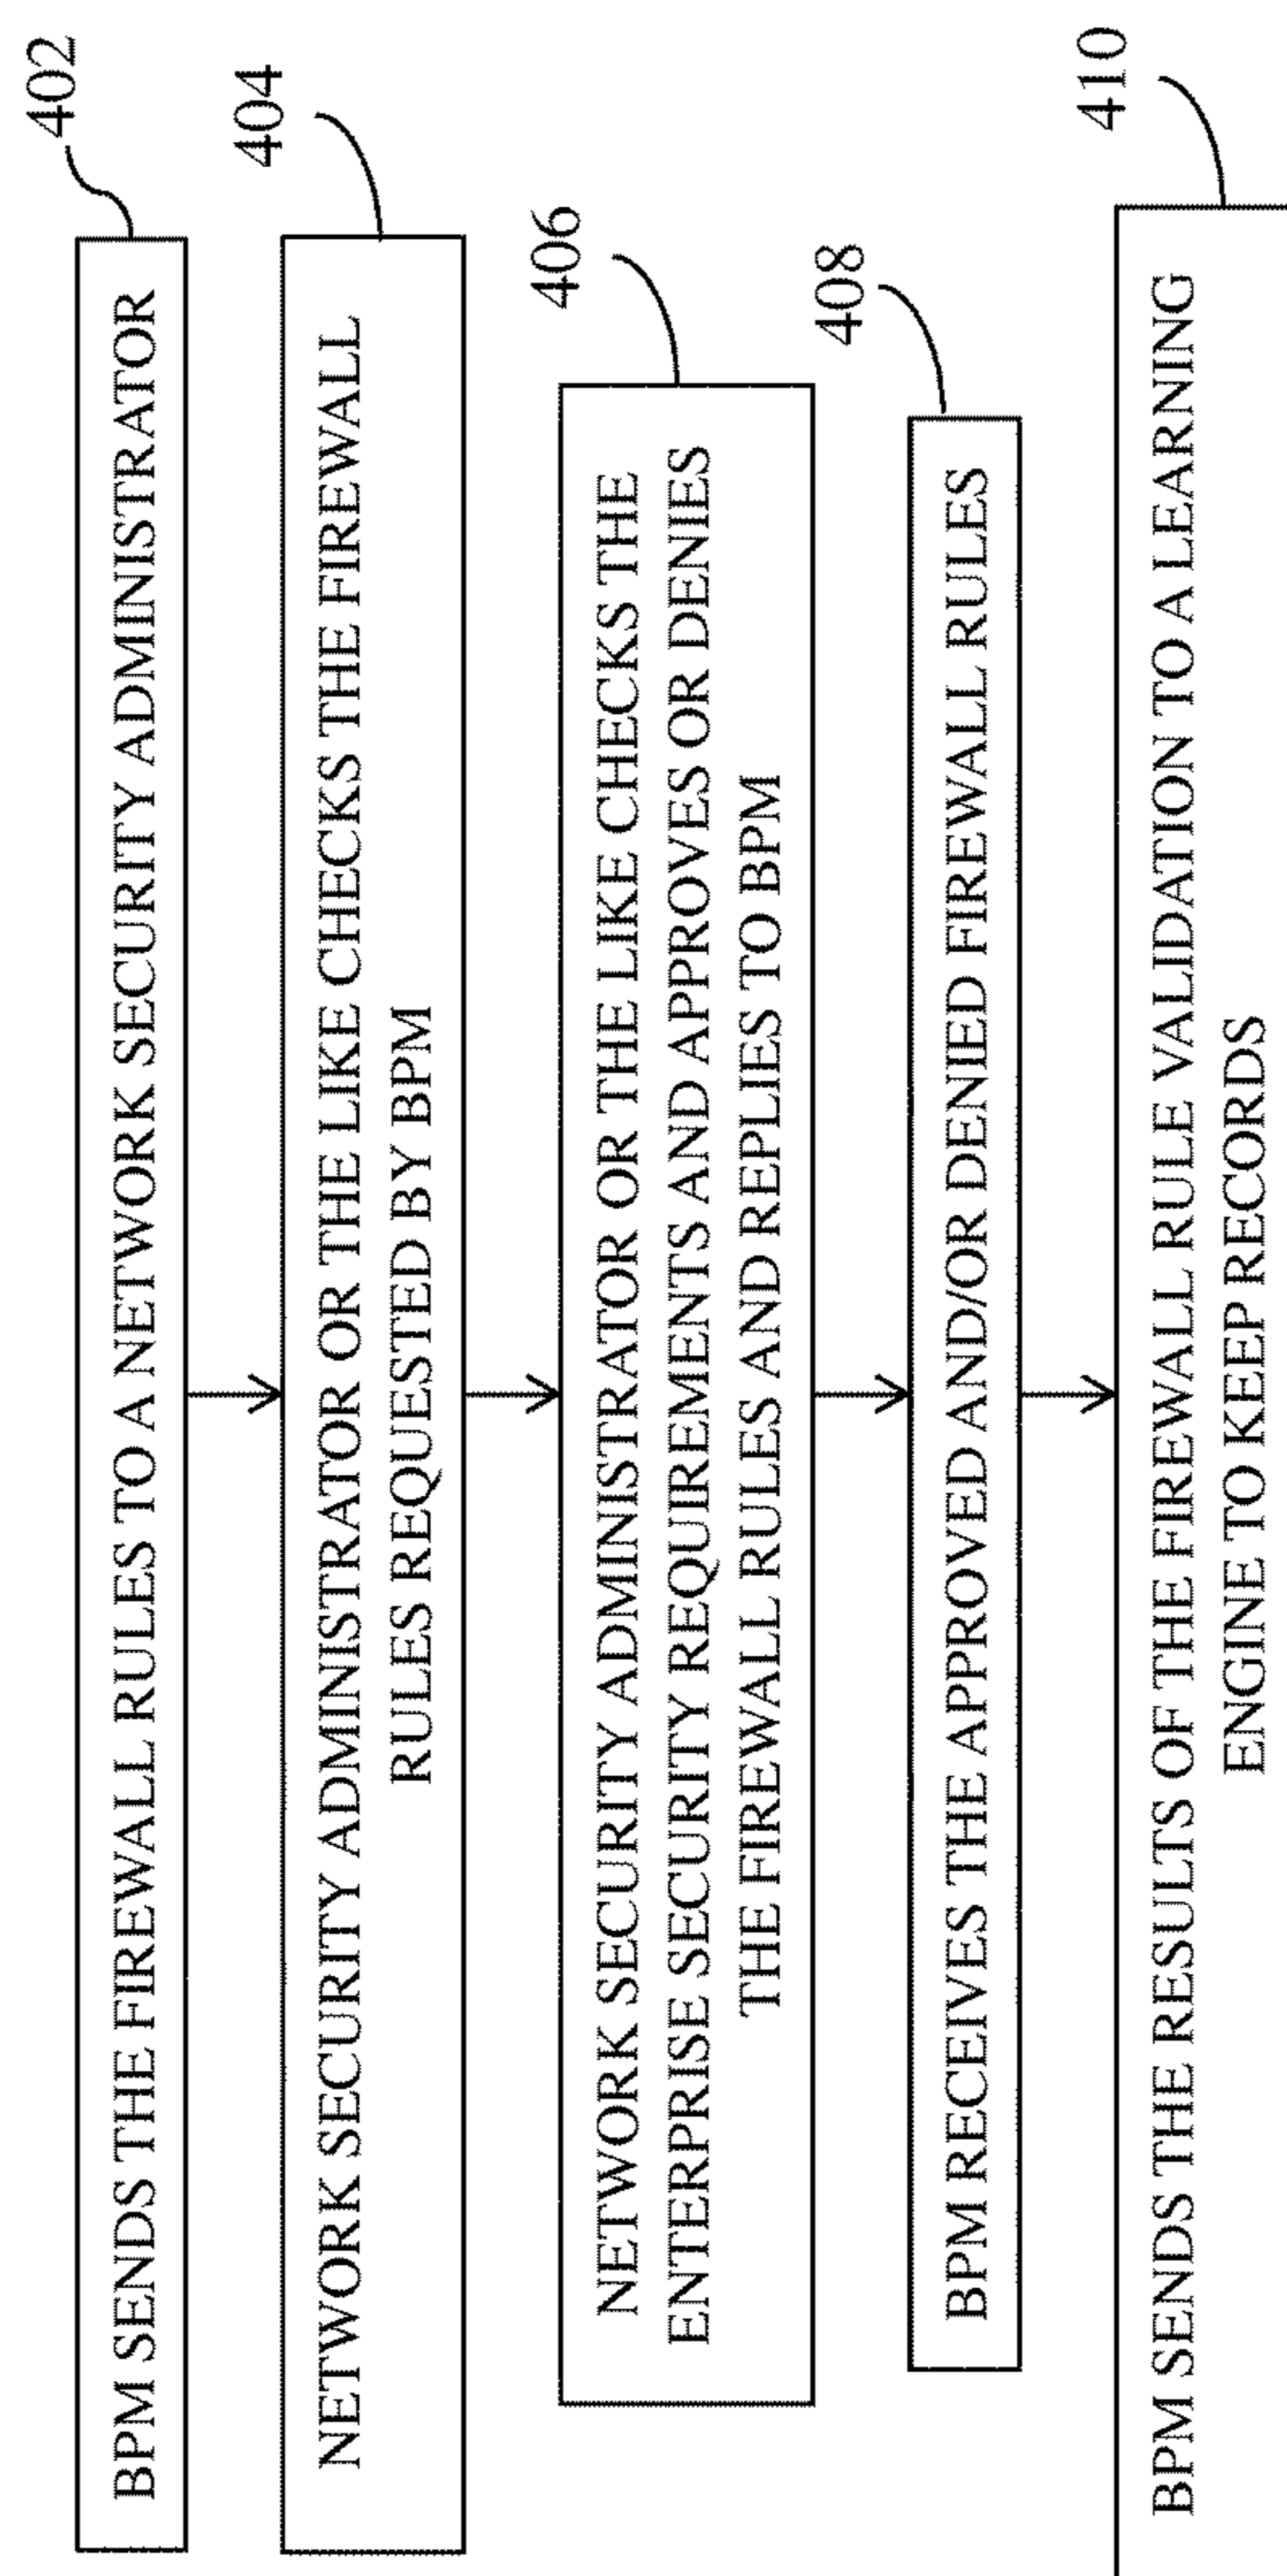 402
BPM SENDS THE FIREWALL RULES TO A NETWORK SECURITY ADMINISTRATOR
404
NETWORK SECURITY ADMINISTRATOR OR THE LIKE CHECKS THE FIREWALL
RULES REQUESTED BY BPM
406
NETWORK SECURITY ADMINISTRATOR OR THE LIKE CHECKS THE
ENTERPRISE SECURITY REQUIREMENTS AND APPROVES OR DENIES
THE FIREWALL RULES AND REPLIES TO BPM
408
BPM RECEIVES THE APPROVED AND/OR DENIED FIREWALL RULES
410
BPM SENDS THE RESULTS OF THE FIREWALL RULE VALIDATION TO A LEARNING
ENGINE TO KEEP RECORDS